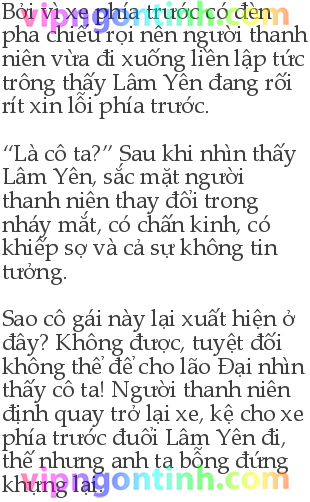 vipngontinh.com
Bởi vì xe phía trước có đèn
pha chiếu rọi nên người thanh
niên vừa đi xuống liền lập tức
trông thấy Lâm Yên đang rối
rít xin lỗi phía trước.
“Là cô ta?” Sau khi nhìn thấy
Lâm Yên, sắc mặt người
thanh niên thay đổi trong
nháy mắt, có chấn kinh, có
khiếp sợ và cả sự không tin
tưởng.
Sao cô gái này lại xuất hiện ở
đây? Không được, tuyệt đối
không thể để cho lão Đại nhìn
thấy cô ta! Người thanh niên
định quay trở lại xe, kệ cho xe
phía trước đuổi Lâm Yên đi,
thế nhưng anh ta bỗng đứng
khựng lại.
vipngontinh.com